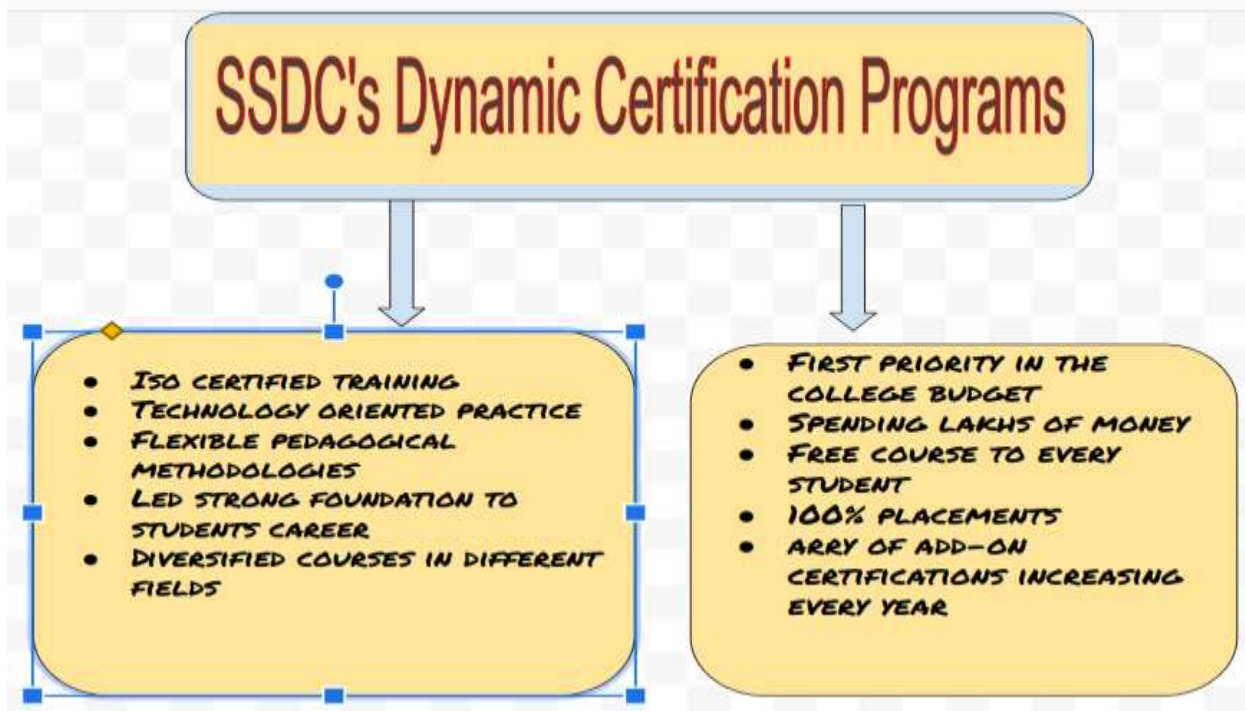 SSDC's Dynamic Certification Programs
• ISO CERTIFIED TRAINING
• TECHNOLOGY ORIENTED PRACTICE
• FLEXIBLE PEDAGOGICAL
METHODOLOGIES
• LED STRONG FOUNDATION TO
STUDENTS CAREER
• DIVERSIFIED COURSES IN DIFFERENT
FIELDS
• FIRST PRIORITY IN THE
COLLEGE BUDGET
• SPENDING LAKHS OF MONEY
• FREE COURSE TO EVERY
STUDENT
• 100% PLACEMENTS
• ARRY OF ADD-ON
CERTIFICATIONS INCREASING
EVERY YEAR